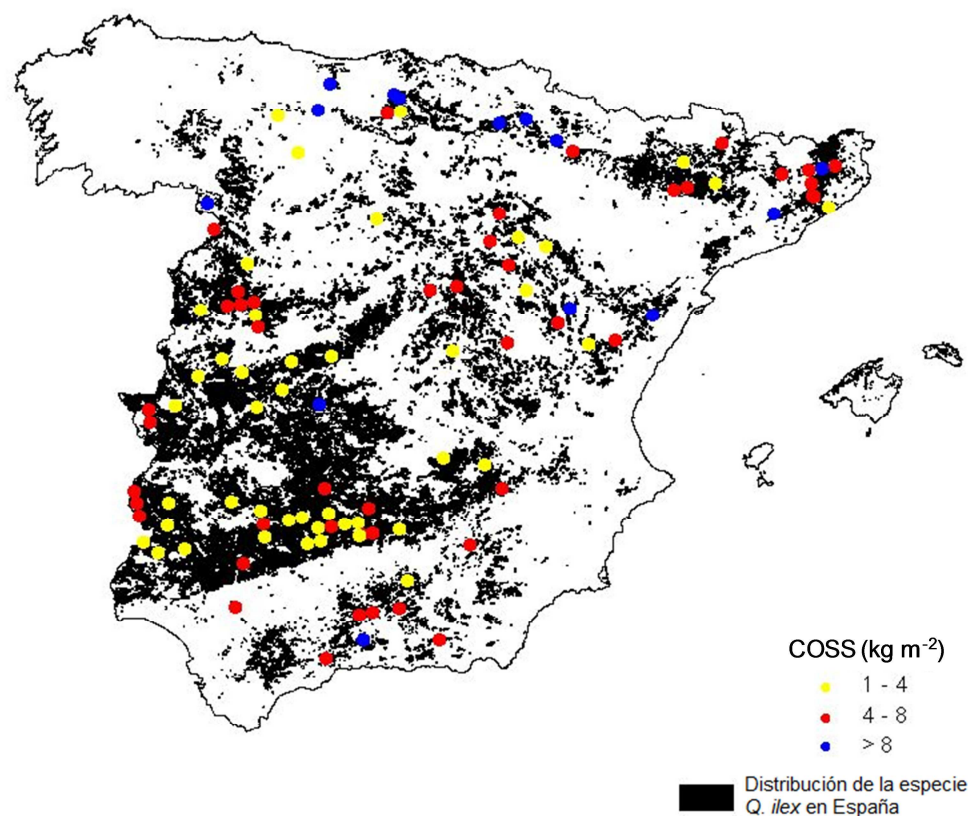 COSS (kg m-2)
1 - 4
4 - 8
> 8
Distribución de la especie
Q. ilex en España